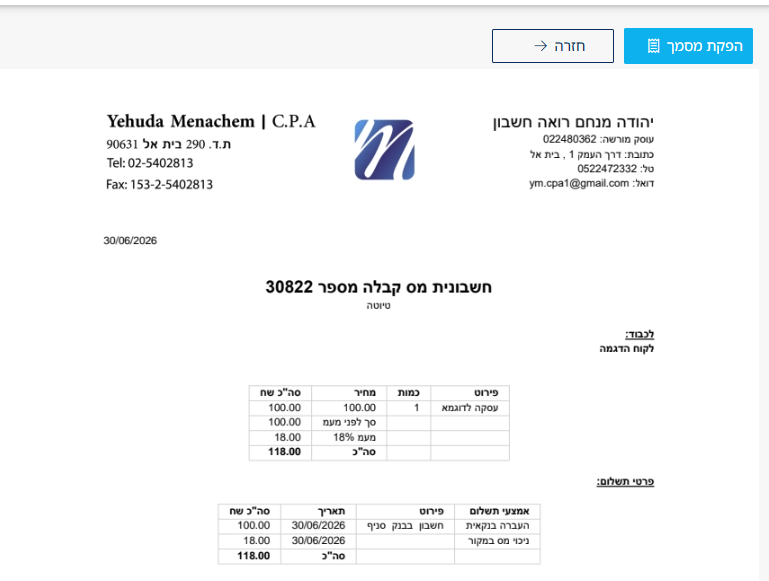 הפקת מסמך
חזרה
יהודה מנחם רואה חשבון
עוסק מורשה: 022480362
כתובת: דרך העמק 1 , בית אל
טל: 0522472332
דואל: ym.cpa1@gmail.com
Yehuda Menachem | C.P.A
ת.ד. 290 בית אל 90631
Tel: 02-5402813
Fax: 153-2-5402813
30/06/2026
חשבונית מס קבלה מספר 30822
טיוטה
לכבוד:
לקוח הדגמה
פירוט כמות מחיר סה"כ שח
עסקה לדוגמא 1 100.00 100.00
סך לפני מעמ 100.00
מעמ 18% 18.00
סה"כ 118.00
פרטי תשלום:
אמצעי תשלום פירוט תאריך סה"כ שח
העברה בנקאית חשבון בבנק סניף 30/06/2026 100.00
ניכוי מס במקור 30/06/2026 18.00
סה"כ 118.00